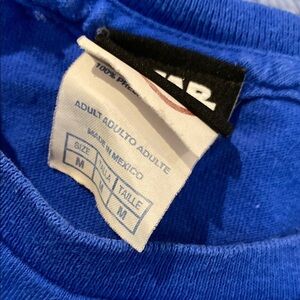 100%
ADULT ADULTO ADULTE
MADE IN MEXICO
SIZE TALLA TAILLE
M M M